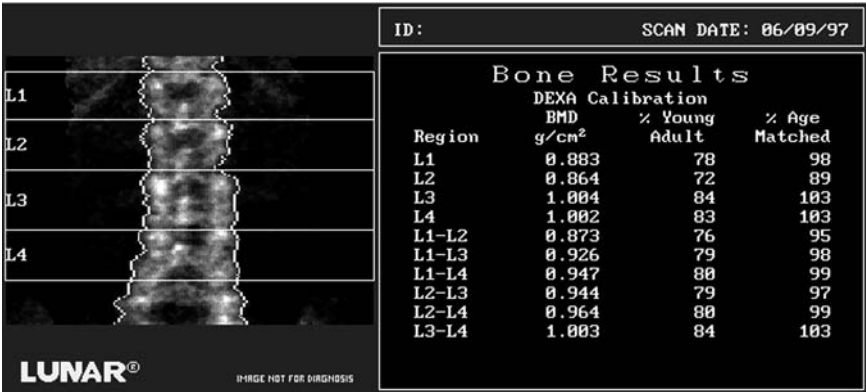 L1
L2
L3
L4
LUNAR®
IMAGE NOT FOR DIAGNOSIS
ID: SCAN DATE: 06/09/97
Bone Results
DEXA Calibration
BMD % Young % Age
Region g/cm² Adult Matched
L1 0.883 78 98
L2 0.864 72 89
L3 1.004 84 103
L4 1.002 83 103
L1-L2 0.873 76 95
L1-L3 0.926 79 98
L1-L4 0.947 80 99
L2-L3 0.944 79 97
L2-L4 0.964 80 99
L3-L4 1.003 84 103